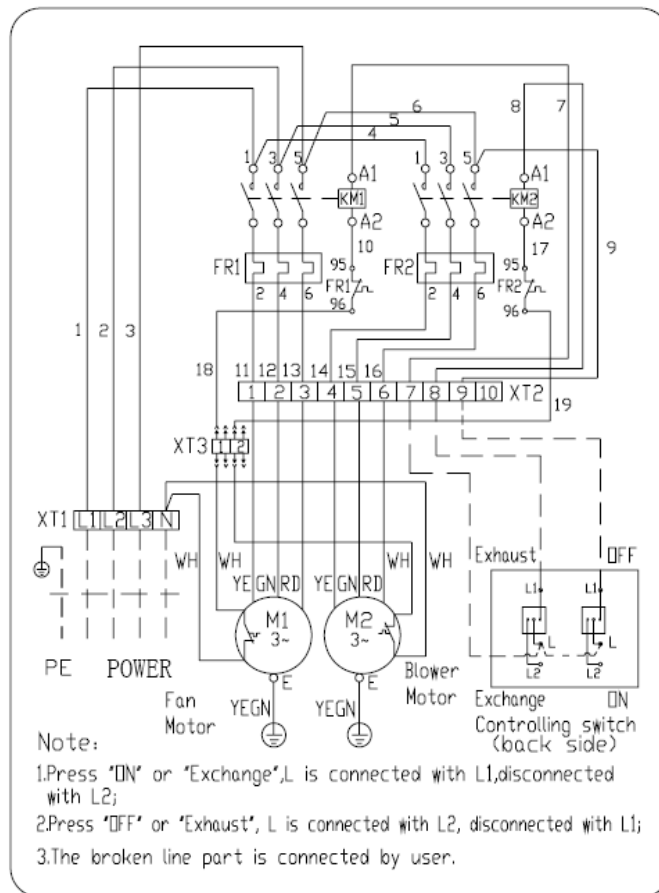 6
8
7
5
4
1
3
5
1
3
5
A1
A1
KM1
KM2
A2
A2
10
17
9
FR1
95
FR2
95
FR1
FR2
2
4
6
96
2
4
6
96
1
2
3
18
11
12
13
14
15
16
1
2
3
4
5
6
7
8
9
10
XT2
19
XT3
1
2
XT1
L1
L2
L3
N
WH
WH
WH
WH
Exhaust
OFF
YE
GN
RD
YE
GN
RD
L1
L1
M1
3~
M2
3~
L
L
L2
L2
PE
POWER
E
E
Blower
Motor
Fan
Motor
YEGN
YEGN
Exchange
ON
Controlling switch
(back side)
Note:
1.Press "ON" or "Exchange",L is connected with L1,disconnected
with L2;
2.Press "OFF" or "Exhaust", L is connected with L2, disconnected with L1;
3.The broken line part is connected by user.